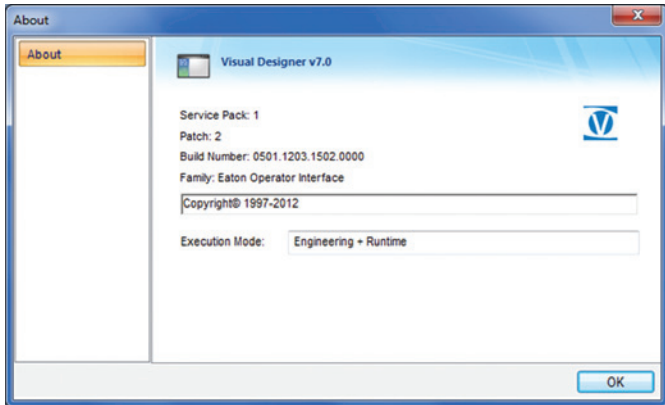 About
About
Visual Designer v7.0
Service Pack: 1
Patch: 2
Build Number: 0501.1203.1502.0000
Family: Eaton Operator Interface
Copyright© 1997-2012
Execution Mode: Engineering + Runtime
OK